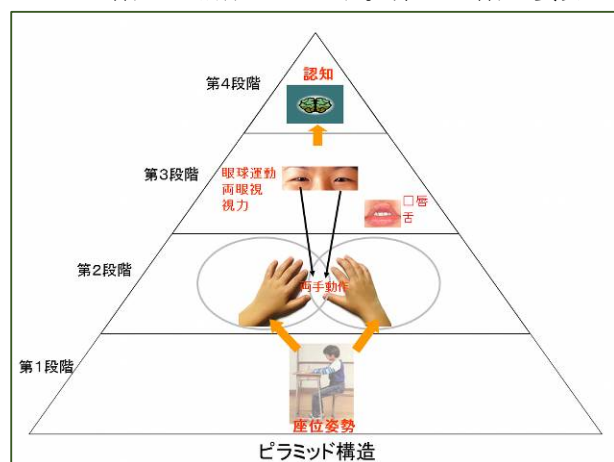 第4段階
認知
第3段階
眼球運動
両眼視
視力
口唇
舌
第2段階
両手動作
第1段階
座位姿勢
ピラミッド構造